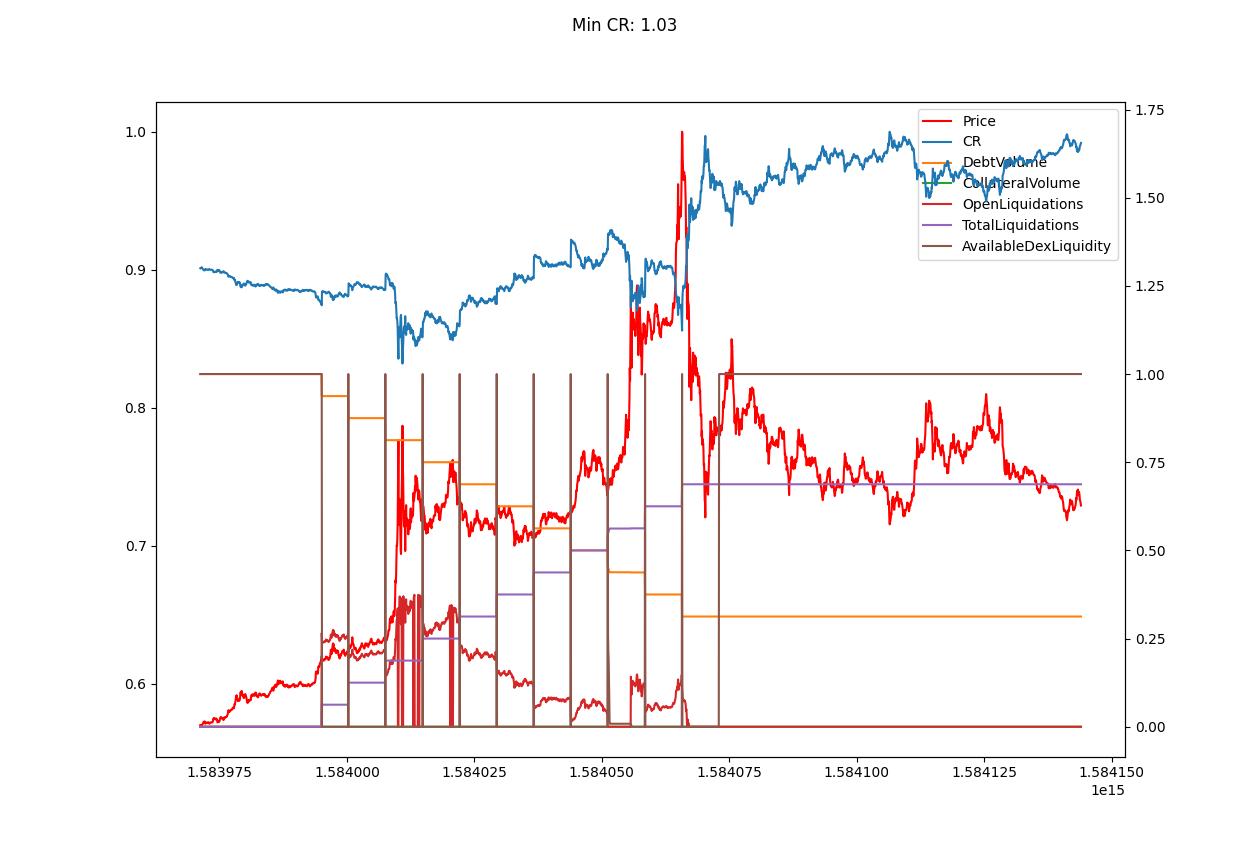 Min CR: 1.03
1.0
0.9
0.8
0.7
0.6
1.75
1.50
1.25
1.00
0.75
0.50
0.25
0.00
Price
CR
DebtVolume
CollateralVolume
OpenLiquidations
TotalLiquidations
AvailableDexLiquidity
1.583975 1.584000 1.584025 1.584050 1.584075 1.584100 1.584125 1.584150
1e15